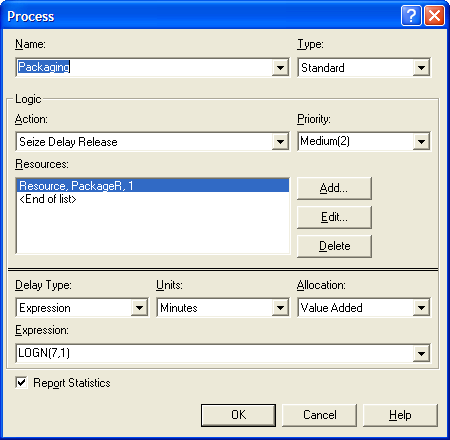 Process
Name: Type:
Packaging Standard
Logic
Action: Priority:
Seize Delay Release Medium(2)
Resources:
Resource, PackageR, 1
<End of list>
Add...
Edit...
Delete
Delay Type: Units: Allocation:
Expression Minutes Value Added
Expression:
LOGN(7,1)
Report Statistics
OK Cancel Help